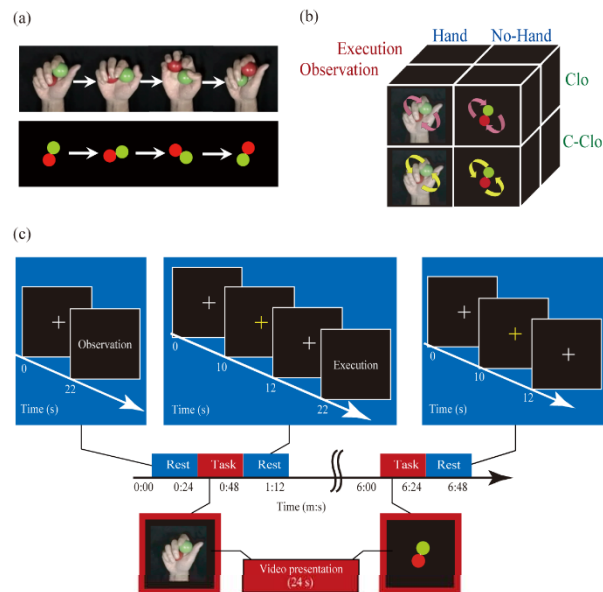 (a)
(b)
Hand No-Hand
Execution
Observation
Clo
C-Clo
(c)
Observation
0
22
Time (s)
Execution
0
10
12
22
Time (s)
0
10
12
Time (s)
Rest Task Rest
Task Rest
0:00 0:24 0:48 1:12 6:00 6:24 6:48
Time (m:s)
Video presentation
(24 s)